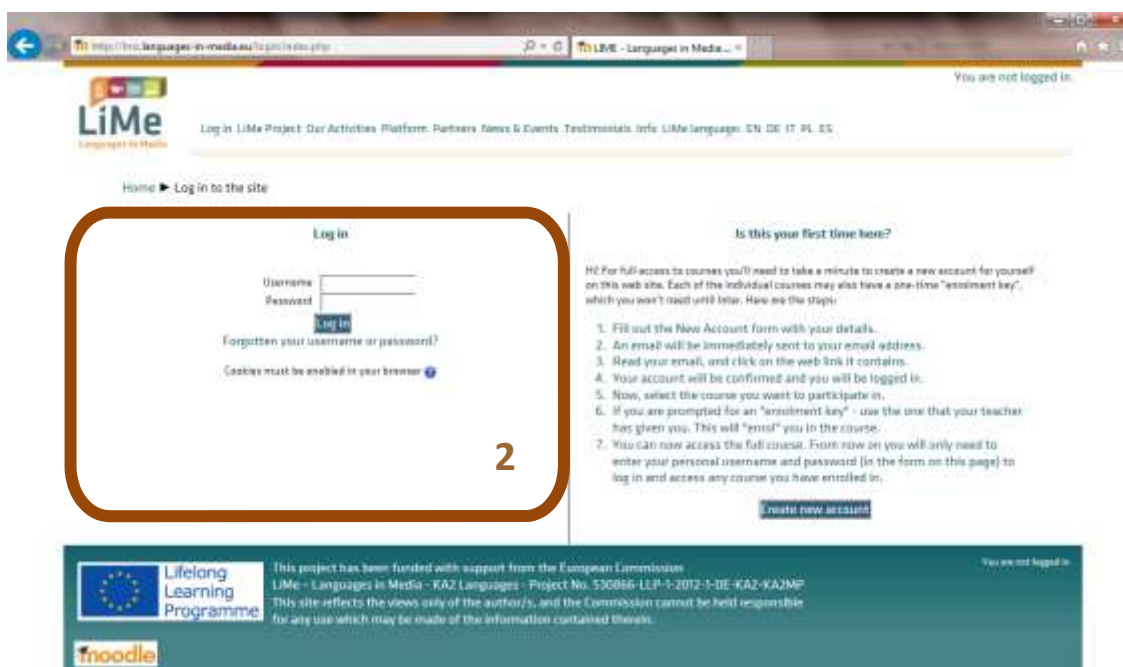 languages-in-media.eu
LiME - Languages in Media...
You are not logged in.
LiMe
Languages in Media
Log in LiMe Project Our Activities Platform Partners News & Events Testimonials Info LiMe language: EN DE IT PL ES
Home ► Log in to the site
Log in
Username
Password
Log in
Forgotten your username or password?
Cookies must be enabled in your browser
2
Is this your first time here?
Hi! For full access to courses you'll need to take a minute to create a new account for yourself
on this web site. Each of the individual courses may also have a one-time "enrolment key",
which you won't need until later. Here are the steps:
1. Fill out the New Account form with your details.
2. An email will be immediately sent to your email address.
3. Read your email, and click on the web link it contains.
4. Your account will be confirmed and you will be logged in.
5. Now, select the course you want to participate in.
6. If you are prompted for an "enrolment key" - use the one that your teacher
has given you. This will "enrol" you in the course.
7. You can now access the full course. From now on you will only need to
enter your personal username and password (in the form on this page) to
log in and access any course you have enrolled in.
Create new account
Lifelong
Learning
Programme
This project has been funded with support from the European Commission
LiMe - Languages in Media - KA2 Languages - Project No. 530866-LLP-1-2012-1-DE-KA2-KA2MP
This site reflects the views only of the author/s, and the Commission cannot be held responsible
for any use which may be made of the information contained therein.
You are not logged in
moodle